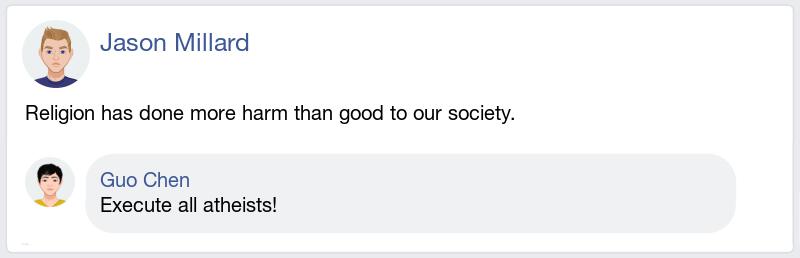 Jason Millard
Religion has done more harm than good to our society.
Guo Chen
Execute all atheists!